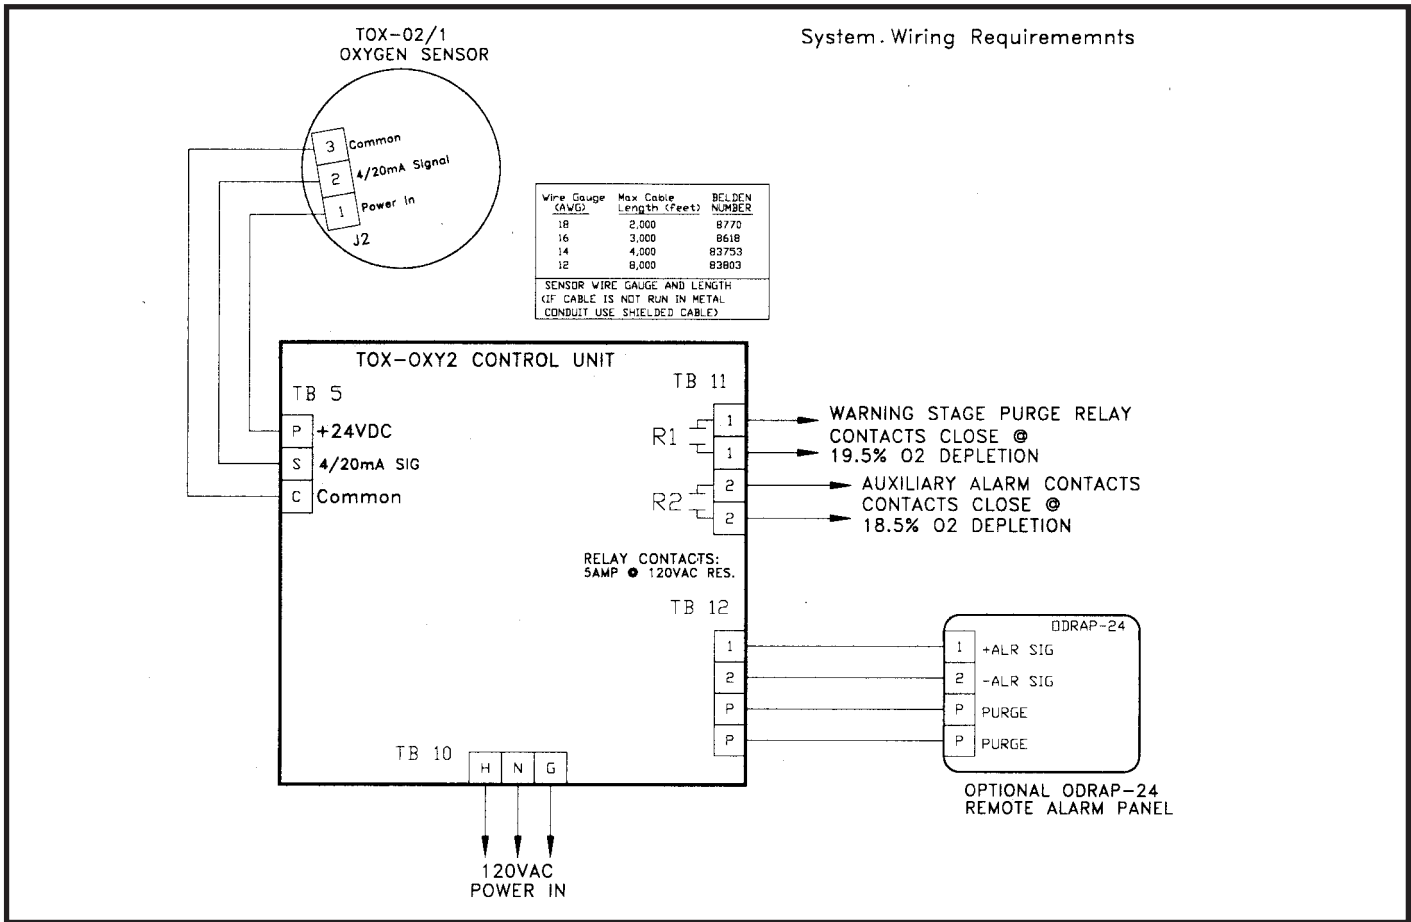 TOX-02/1
OXYGEN SENSOR
System.Wiring Requirememnts
3 Common
2 4/20mA Signal
1 Power In
J2
Wire Gauge (AWG) Max Cable Length (feet) BELDEN NUMBER
18 2,000 8770
16 3,000 8618
14 4,000 83753
12 8,000 83803
SENSOR WIRE GAUGE AND LENGTH
(IF CABLE IS NOT RUN IN METAL
CONDUIT USE SHIELDED CABLE)
TOX-OXY2 CONTROL UNIT
TB 5
P +24VDC
S 4/20mA SIG
C Common
TB 11
R1
1
1
R2
2
2
WARNING STAGE PURGE RELAY
CONTACTS CLOSE @
19.5% O2 DEPLETION
AUXILIARY ALARM CONTACTS
CONTACTS CLOSE @
18.5% O2 DEPLETION
RELAY CONTACTS:
5AMP @ 120VAC RES.
TB 12
1
2
P
P
ODRAP-24
1 +ALR SIG
2 -ALR SIG
P PURGE
P PURGE
OPTIONAL ODRAP-24
REMOTE ALARM PANEL
TB 10
H N G
120VAC
POWER IN